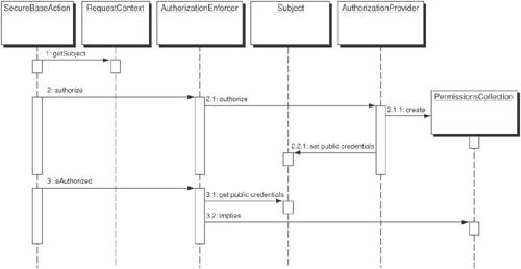 SecureBaseAction
RequestContext
AuthorizationEnforcer
Subject
AuthorizationProvider
1: getSubject
2: authorize
2.1: authorize
PermissionsCollection
2.1.1: create
2.2.1: set public credentials
3: isAuthorized
3.1: get public credentials
3.2: implies